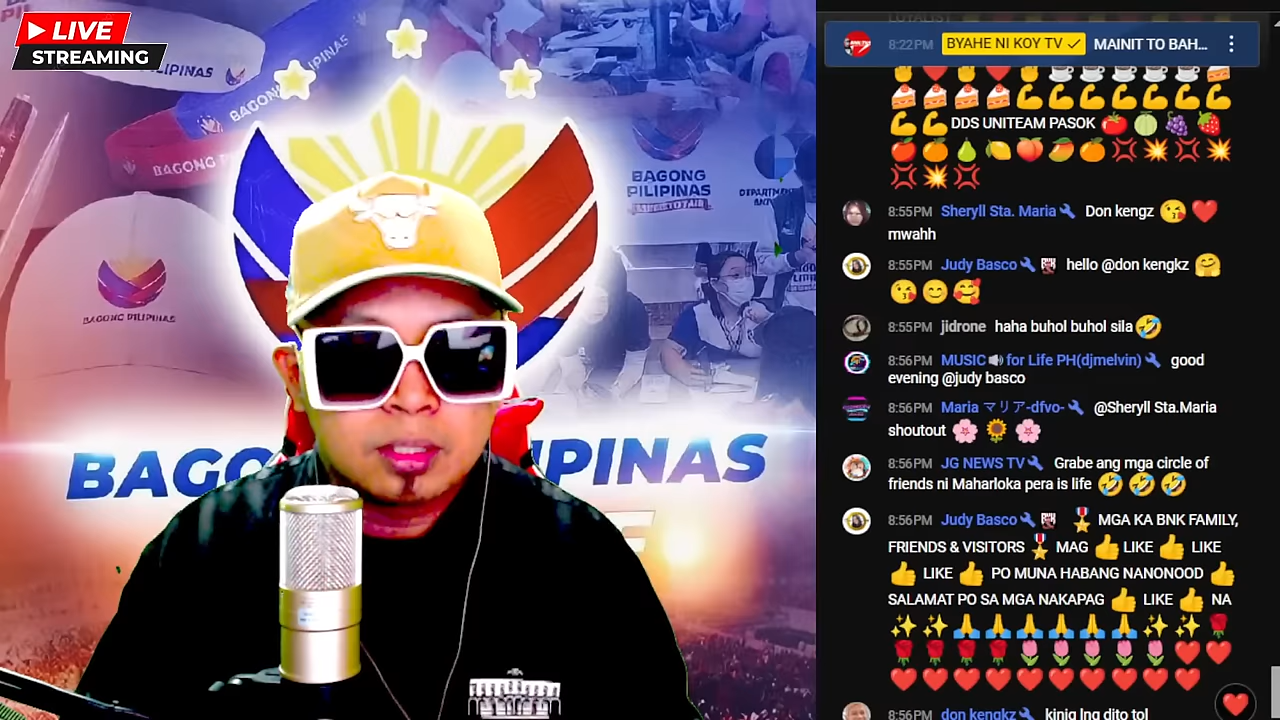 LIVE
STREAMING
PILIPINAS
PILIPINAS
BAGONG
BAGONG PILIPINAS
BAGONG
PILIPINAS
BAGO
IPINAS
LOYALIST
8:22PM BYAHE NI KOY TV MAINIT TO BAH...
DDS UNITEAM PASOK 🍅 🍈 🍇 🍓
8:55PM Sheryll Sta. Maria Don kengz 😘 ❤️
mwahh
8:55PM Judy Basco hello @don kengkz 🤗
😘 😊 🥰
8:55PM jidrone haha buhol buhol sila 🤣
8:56PM MUSIC🔊for Life PH(djmelvin) good
evening @judy basco
8:56PM Maria マリア-dfvo- @Sheryll Sta.Maria
shoutout 🌸 🌻 🌸
8:56PM JG NEWS TV Grabe ang mga circle of
friends ni Maharloka pera is life 🤣 🤣 🤣
8:56PM Judy Basco 🎖️ MGA KA BNK FAMILY,
FRIENDS & VISITORS 🎖️ MAG 👍 LIKE 👍 LIKE
👍 LIKE 👍 PO MUNA HABANG NANONOOD 👍
SALAMAT PO SA MGA NAKAPAG 👍 LIKE 👍 NA
8:56PM don kengkz kinig lng dito tol